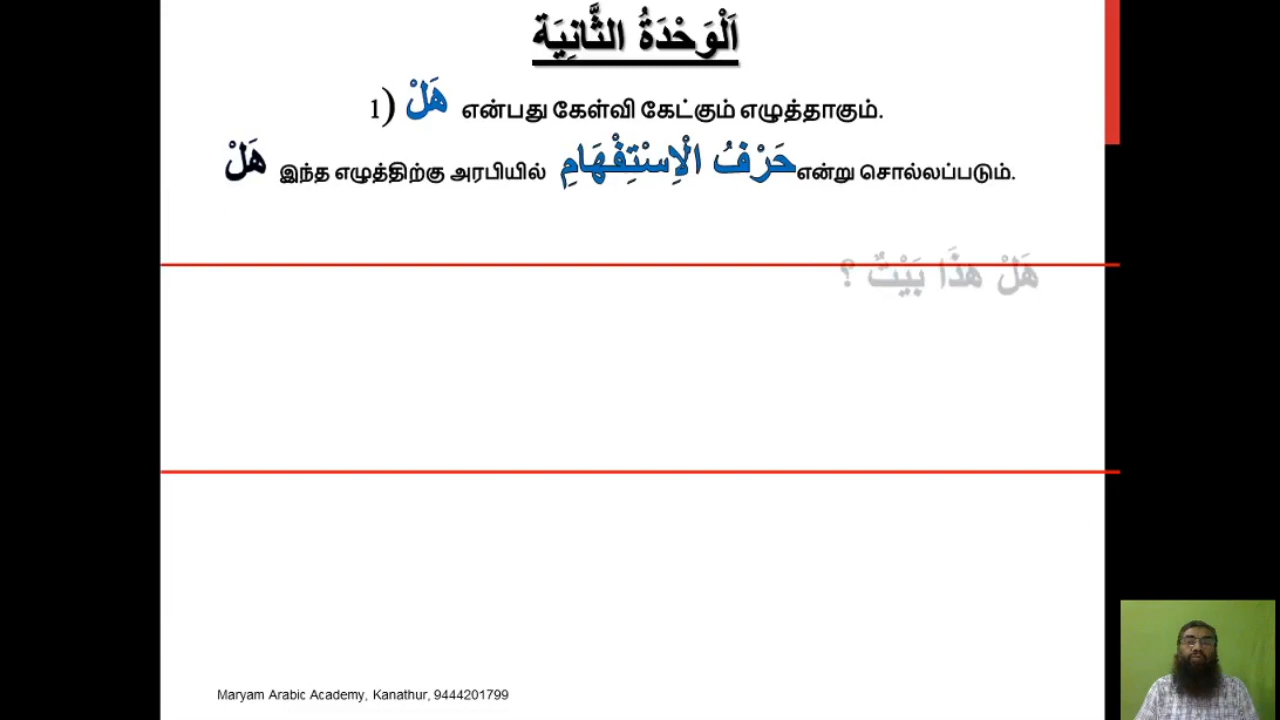 اَلْوَحْدَةُ الثَّانِيَة
1) هَلْ என்பது கேள்வி கேட்கும் எழுத்தாகும்.
هَلْ இந்த எழுத்திற்கு அரபியில் حَرْفُ الْاِسْتِفْهَامِ என்று சொல்லப்படும்.
هَلْ هذَا بَيْتٌ ؟
Maryam Arabic Academy, Kanathur, 9444201799